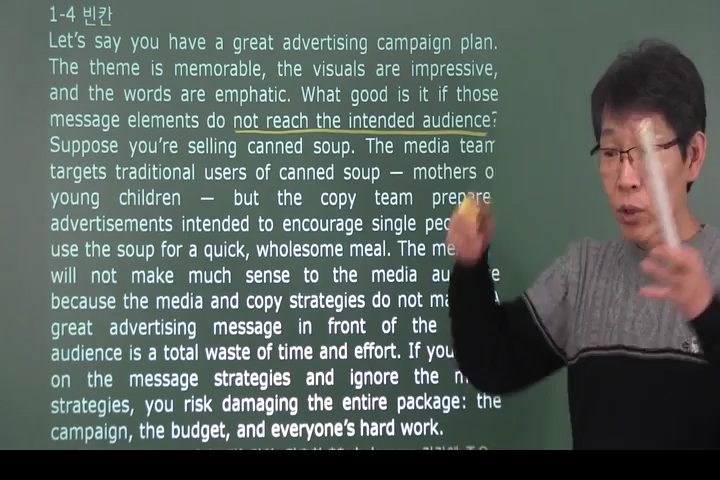 1-4 빈칸
Let's say you have a great advertising campaign plan.
The theme is memorable, the visuals are impressive,
and the words are emphatic. What good is it if those
message elements do not reach the intended audience?
Suppose you're selling canned soup. The media team
targets traditional users of canned soup — mothers o
young children — but the copy team prepare
advertisements intended to encourage single
use the soup for a quick, wholesome meal. The
will not make much sense to the media
because the media and copy strategies do not
great advertising message in front of the
audience is a total waste of time and effort. If you
on the message strategies and ignore the
strategies, you risk damaging the entire package: the
campaign, the budget, and everyone's hard work.